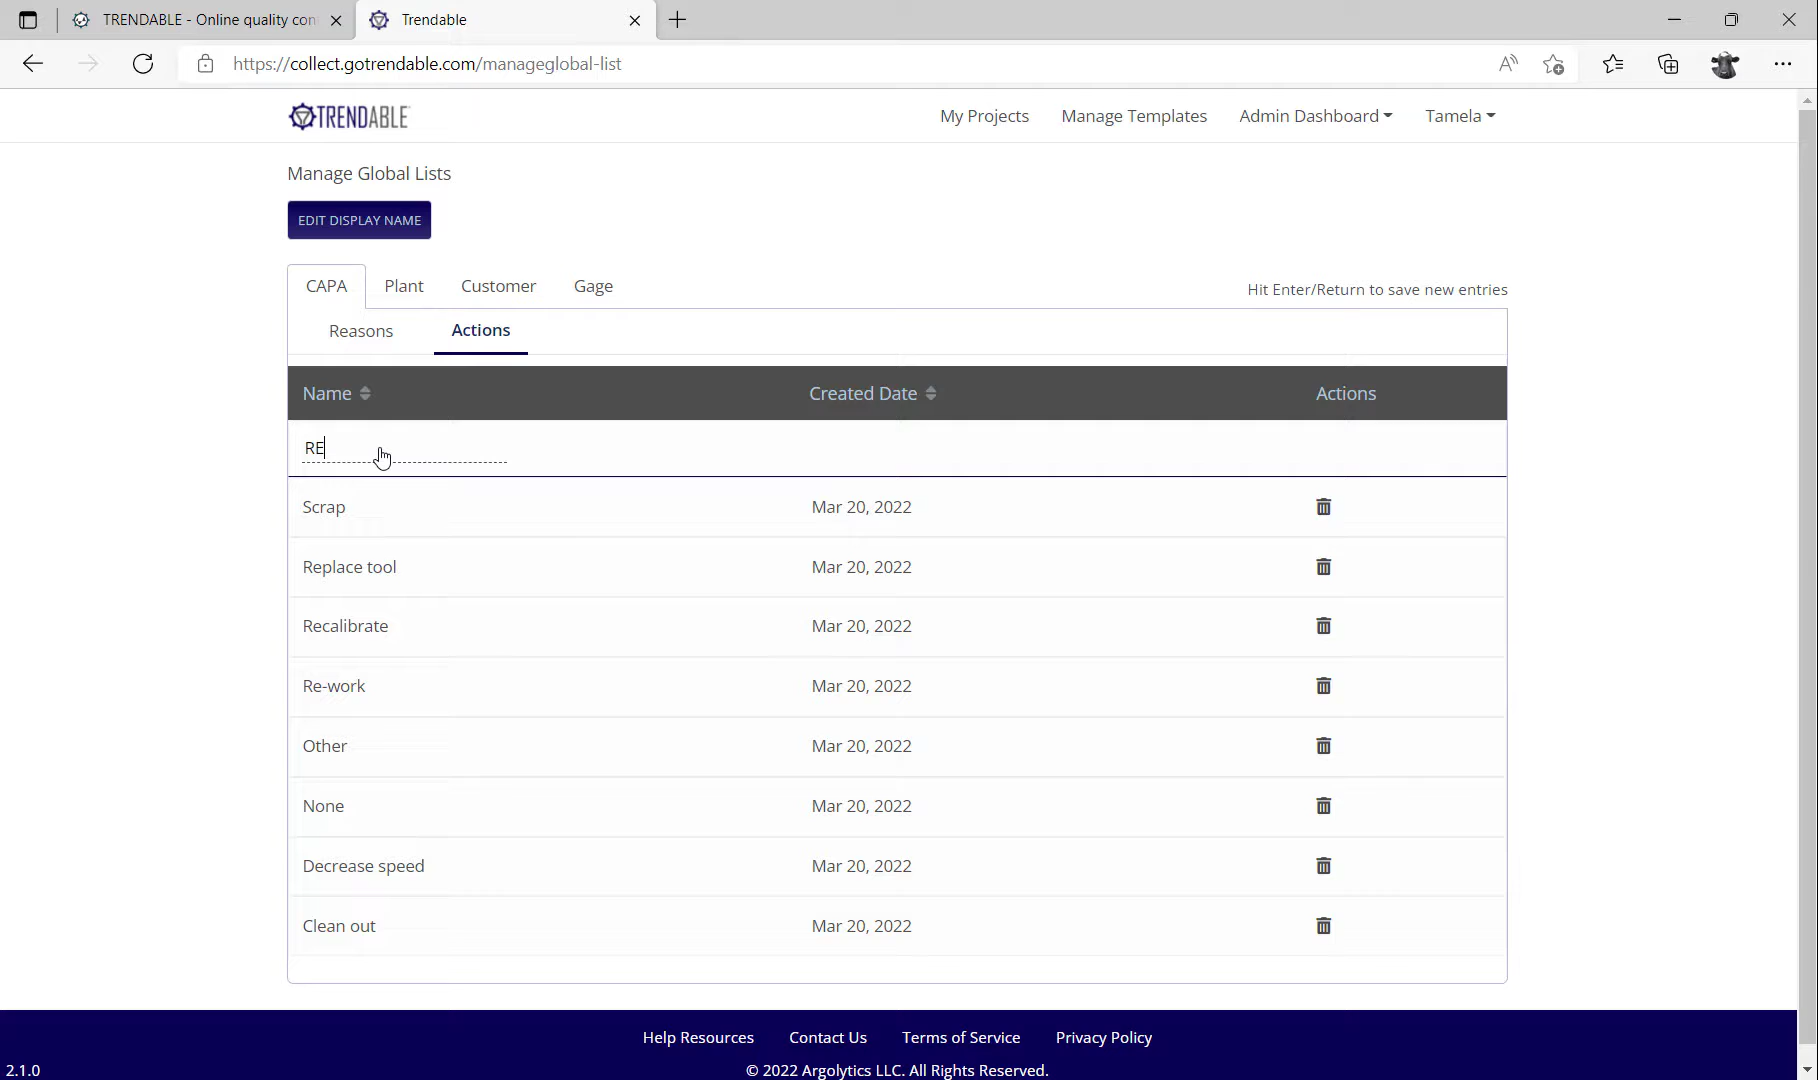 TRENDABLE - Online quality con
Trendable
https://collect.gotrendable.com/manageglobal-list
TRENDABLE
My Projects
Manage Templates
Admin Dashboard
Tamela
Manage Global Lists
EDIT DISPLAY NAME
CAPA
Plant
Customer
Gage
Hit Enter/Return to save new entries
Reasons
Actions
Name
Created Date
Actions
RE
Scrap
Mar 20, 2022
Replace tool
Mar 20, 2022
Recalibrate
Mar 20, 2022
Re-work
Mar 20, 2022
Other
Mar 20, 2022
None
Mar 20, 2022
Decrease speed
Mar 20, 2022
Clean out
Mar 20, 2022
Help Resources
Contact Us
Terms of Service
Privacy Policy
2.1.0
© 2022 Argolytics LLC. All Rights Reserved.